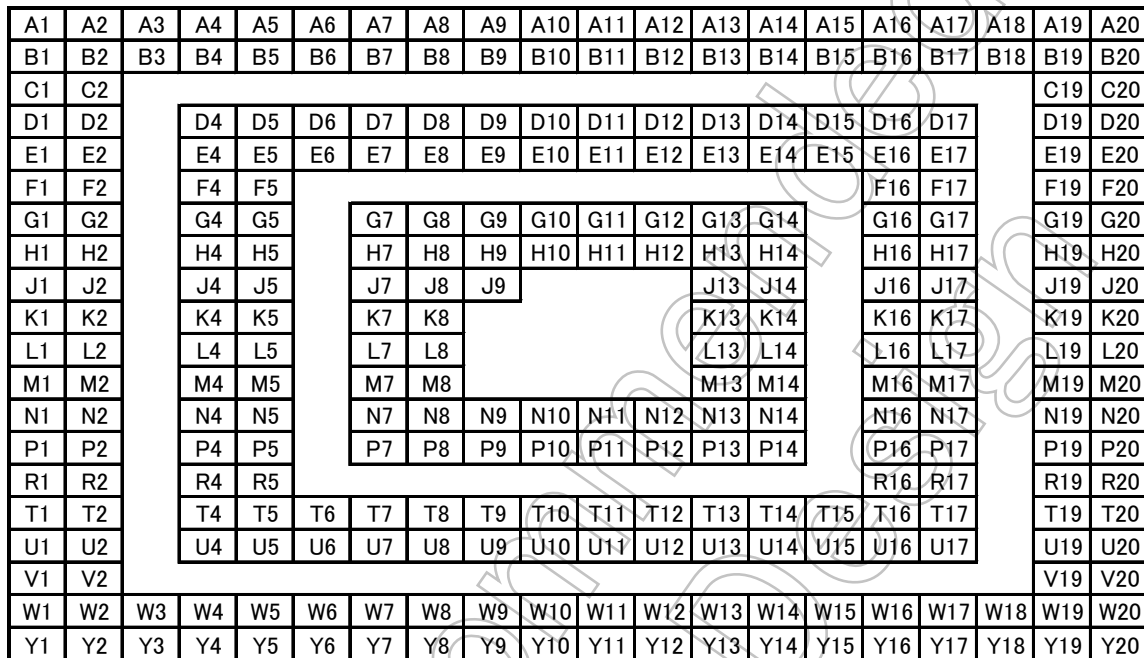 A1 A2 A3 A4 A5 A6 A7 A8 A9 A10 A11 A12 A13 A14 A15 A16 A17 A18 A19 A20
B1 B2 B3 B4 B5 B6 B7 B8 B9 B10 B11 B12 B13 B14 B15 B16 B17 B18 B19 B20
C1 C2 C19 C20
D1 D2 D4 D5 D6 D7 D8 D9 D10 D11 D12 D13 D14 D15 D16 D17 D19 D20
E1 E2 E4 E5 E6 E7 E8 E9 E10 E11 E12 E13 E14 E15 E16 E17 E19 E20
F1 F2 F4 F5 F16 F17 F19 F20
G1 G2 G4 G5 G7 G8 G9 G10 G11 G12 G13 G14 G16 G17 G19 G20
H1 H2 H4 H5 H7 H8 H9 H10 H11 H12 H13 H14 H16 H17 H19 H20
J1 J2 J4 J5 J7 J8 J9 J13 J14 J16 J17 J19 J20
K1 K2 K4 K5 K7 K8 K13 K14 K16 K17 K19 K20
L1 L2 L4 L5 L7 L8 L13 L14 L16 L17 L19 L20
M1 M2 M4 M5 M7 M8 M13 M14 M16 M17 M19 M20
N1 N2 N4 N5 N7 N8 N9 N10 N11 N12 N13 N14 N16 N17 N19 N20
P1 P2 P4 P5 P7 P8 P9 P10 P11 P12 P13 P14 P16 P17 P19 P20
R1 R2 R4 R5 R16 R17 R19 R20
T1 T2 T4 T5 T6 T7 T8 T9 T10 T11 T12 T13 T14 T15 T16 T17 T19 T20
U1 U2 U4 U5 U6 U7 U8 U9 U10 U11 U12 U13 U14 U15 U16 U17 U19 U20
V1 V2 V19 V20
W1 W2 W3 W4 W5 W6 W7 W8 W9 W10 W11 W12 W13 W14 W15 W16 W17 W18 W19 W20
Y1 Y2 Y3 Y4 Y5 Y6 Y7 Y8 Y9 Y10 Y11 Y12 Y13 Y14 Y15 Y16 Y17 Y18 Y19 Y20